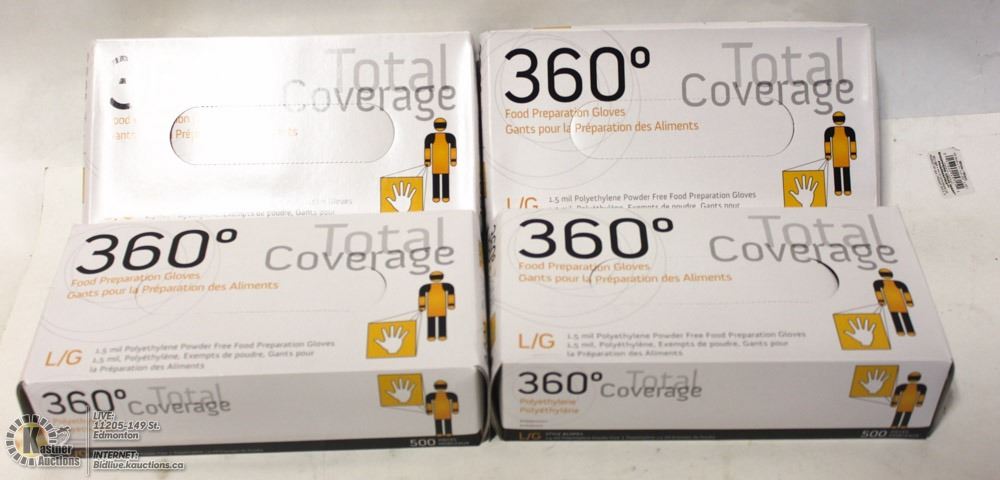 Total
Coverage
360°
Total
Coverage
Food Preparation Gloves
Gants pour la Préparation des Aliments
L/G
1.5 mil Polyethylene Powder Free Food Preparation Gloves
360°
Total
Coverage
Food Preparation Gloves
Gants pour la Préparation des Aliments
L/G
1.5 mil Polyethylene Powder Free Food Preparation Gloves
1.5 mil, Polyéthylène, Exempts de poudre, Gants pour
la Préparation des Aliments
360°
Total
Coverage
500
360°
Total
Coverage
Food Preparation Gloves
Gants pour la Préparation des Aliments
L/G
1.5 mil Polyethylene Powder Free Food Preparation Gloves
1.5 mil, Polyéthylène, Exempts de poudre, Gants pour
la Préparation des Aliments
360°
Total
Coverage
Polyethylene
Polyéthylène
L/G
500
Kastner
Auctions
LIVE:
11205-149 St.
Edmonton
INTERNET:
Bidlive.kauctions.ca